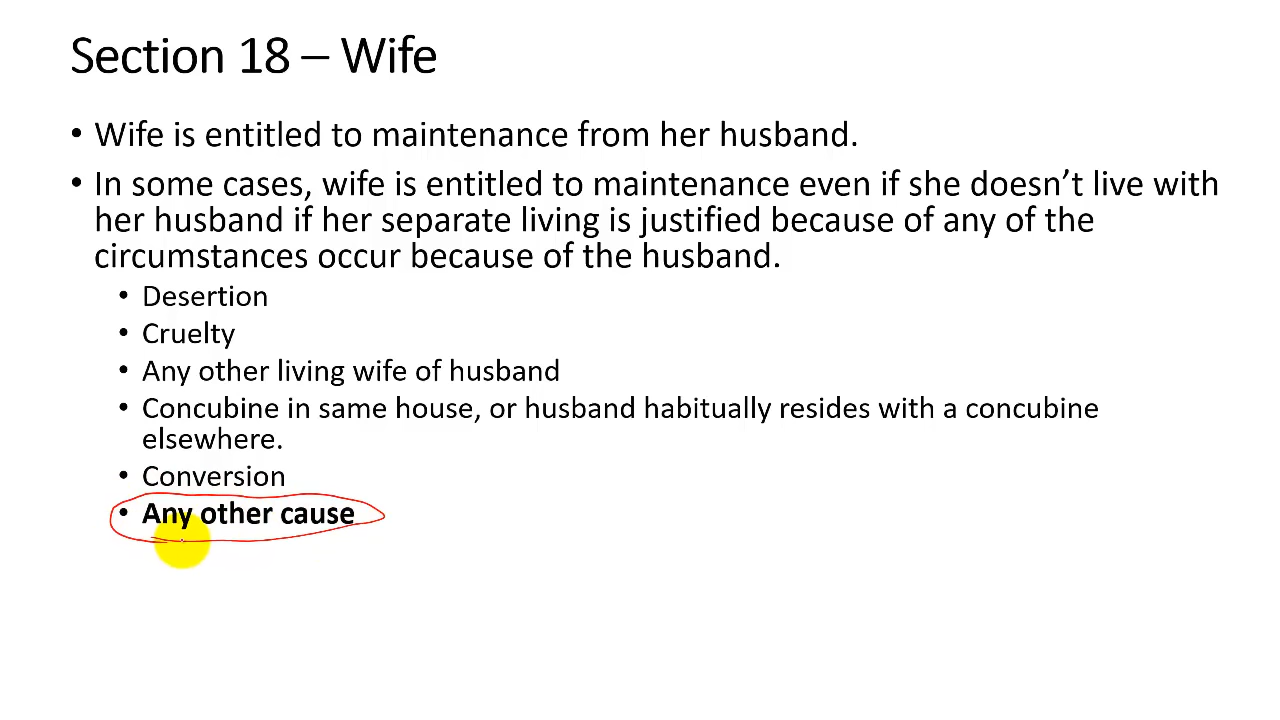 Section 18 – Wife
• Wife is entitled to maintenance from her husband.
• In some cases, wife is entitled to maintenance even if she doesn’t live with
her husband if her separate living is justified because of any of the
circumstances occur because of the husband.
• Desertion
• Cruelty
• Any other living wife of husband
• Concubine in same house, or husband habitually resides with a concubine
elsewhere.
• Conversion
• Any other cause